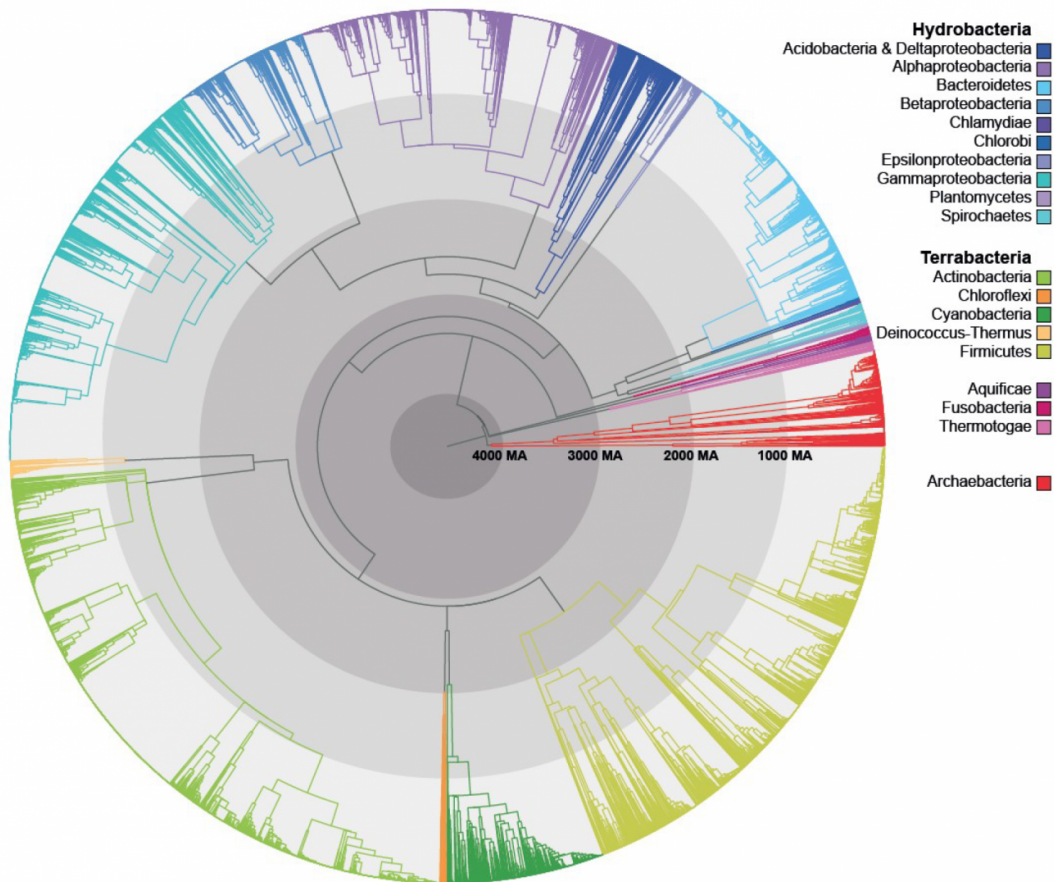 Hydrobacteria
Acidobacteria & Deltaproteobacteria
Alphaproteobacteria
Bacteroidetes
Betaproteobacteria
Chlamydiae
Chlorobi
Epsilonproteobacteria
Gammaproteobacteria
Plantomycetes
Spirochaetes
Terrabacteria
Actinobacteria
Chloroflexi
Cyanobacteria
Deinococcus-Thermus
Firmicutes
Aquificae
Fusobacteria
Thermotogae
4000 MA 3000 MA 2000 MA 1000 MA
Archaebacteria